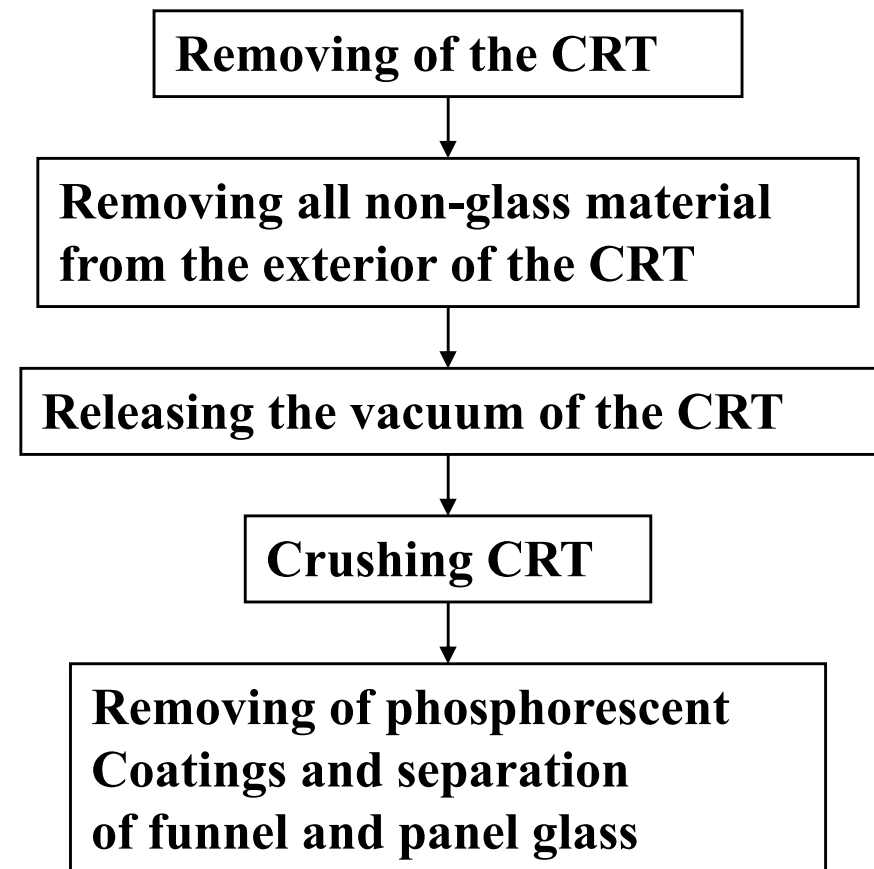 Removing of the CRT
Removing all non-glass material
from the exterior of the CRT
Releasing the vacuum of the CRT
Crushing CRT
Removing of phosphorescent
Coatings and separation
of funnel and panel glass